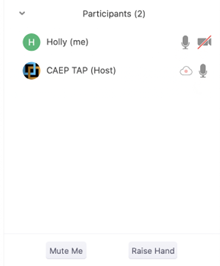 Participants (2)
H Holly (me)
CAEP TAP (Host)
Mute Me Raise Hand